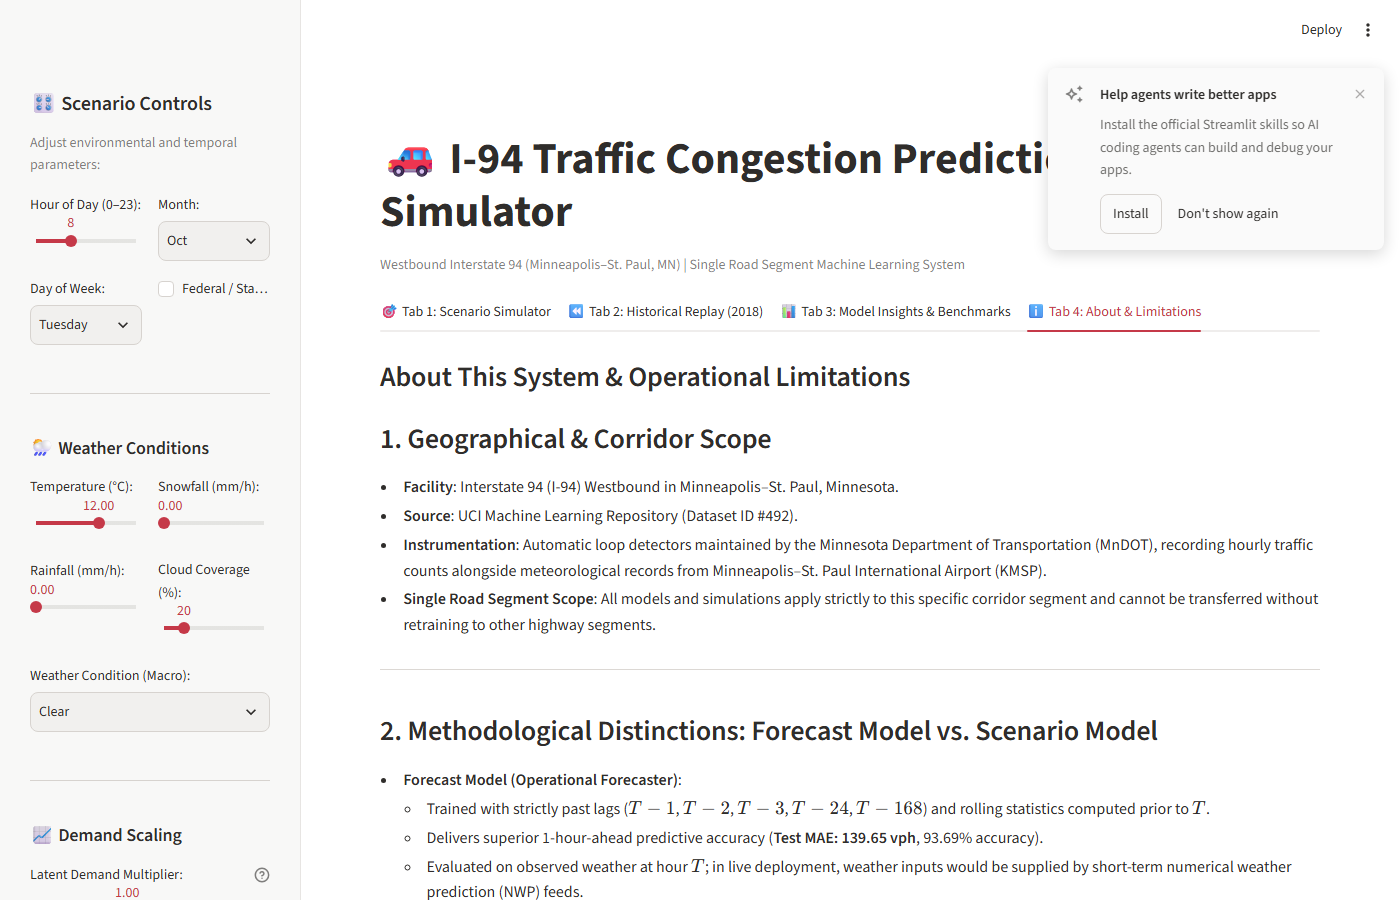 Deploy
Scenario Controls
Adjust environmental and temporal
parameters:
Hour of Day (0–23):
8
Month:
Oct
Day of Week:
Tuesday
Federal / Sta…
Weather Conditions
Temperature (°C):
12.00
Snowfall (mm/h):
0.00
Rainfall (mm/h):
0.00
Cloud Coverage
(%):
20
Weather Condition (Macro):
Clear
Demand Scaling
Latent Demand Multiplier:
1.00
Help agents write better apps
Install the official Streamlit skills so AI
coding agents can build and debug your
apps.
Install
Don't show again
I-94 Traffic Congestion Predicti
Simulator
Westbound Interstate 94 (Minneapolis–St. Paul, MN) | Single Road Segment Machine Learning System
Tab 1: Scenario Simulator
Tab 2: Historical Replay (2018)
Tab 3: Model Insights & Benchmarks
Tab 4: About & Limitations
About This System & Operational Limitations
1. Geographical & Corridor Scope
• Facility: Interstate 94 (I-94) Westbound in Minneapolis–St. Paul, Minnesota.
• Source: UCI Machine Learning Repository (Dataset ID #492).
• Instrumentation: Automatic loop detectors maintained by the Minnesota Department of Transportation (MnDOT), recording hourly traffic
counts alongside meteorological records from Minneapolis–St. Paul International Airport (KMSP).
• Single Road Segment Scope: All models and simulations apply strictly to this specific corridor segment and cannot be transferred without
retraining to other highway segments.
2. Methodological Distinctions: Forecast Model vs. Scenario Model
• Forecast Model (Operational Forecaster):
◦ Trained with strictly past lags (T − 1, T − 2, T − 3, T − 24, T − 168) and rolling statistics computed prior to T.
◦ Delivers superior 1-hour-ahead predictive accuracy (Test MAE: 139.65 vph, 93.69% accuracy).
◦ Evaluated on observed weather at hour T; in live deployment, weather inputs would be supplied by short-term numerical weather
prediction (NWP) feeds.